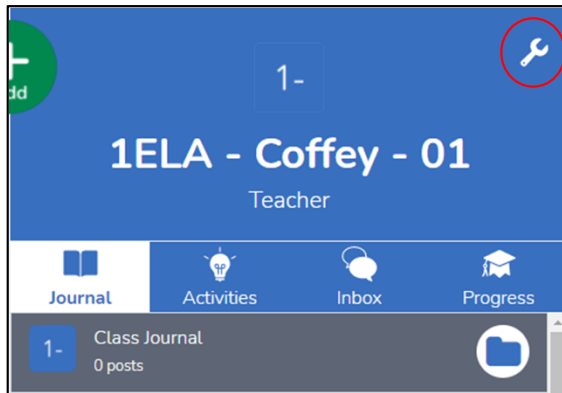 dd
1-
1ELA - Coffey - 01
Teacher
Journal Activities Inbox Progress
1- Class Journal
0 posts